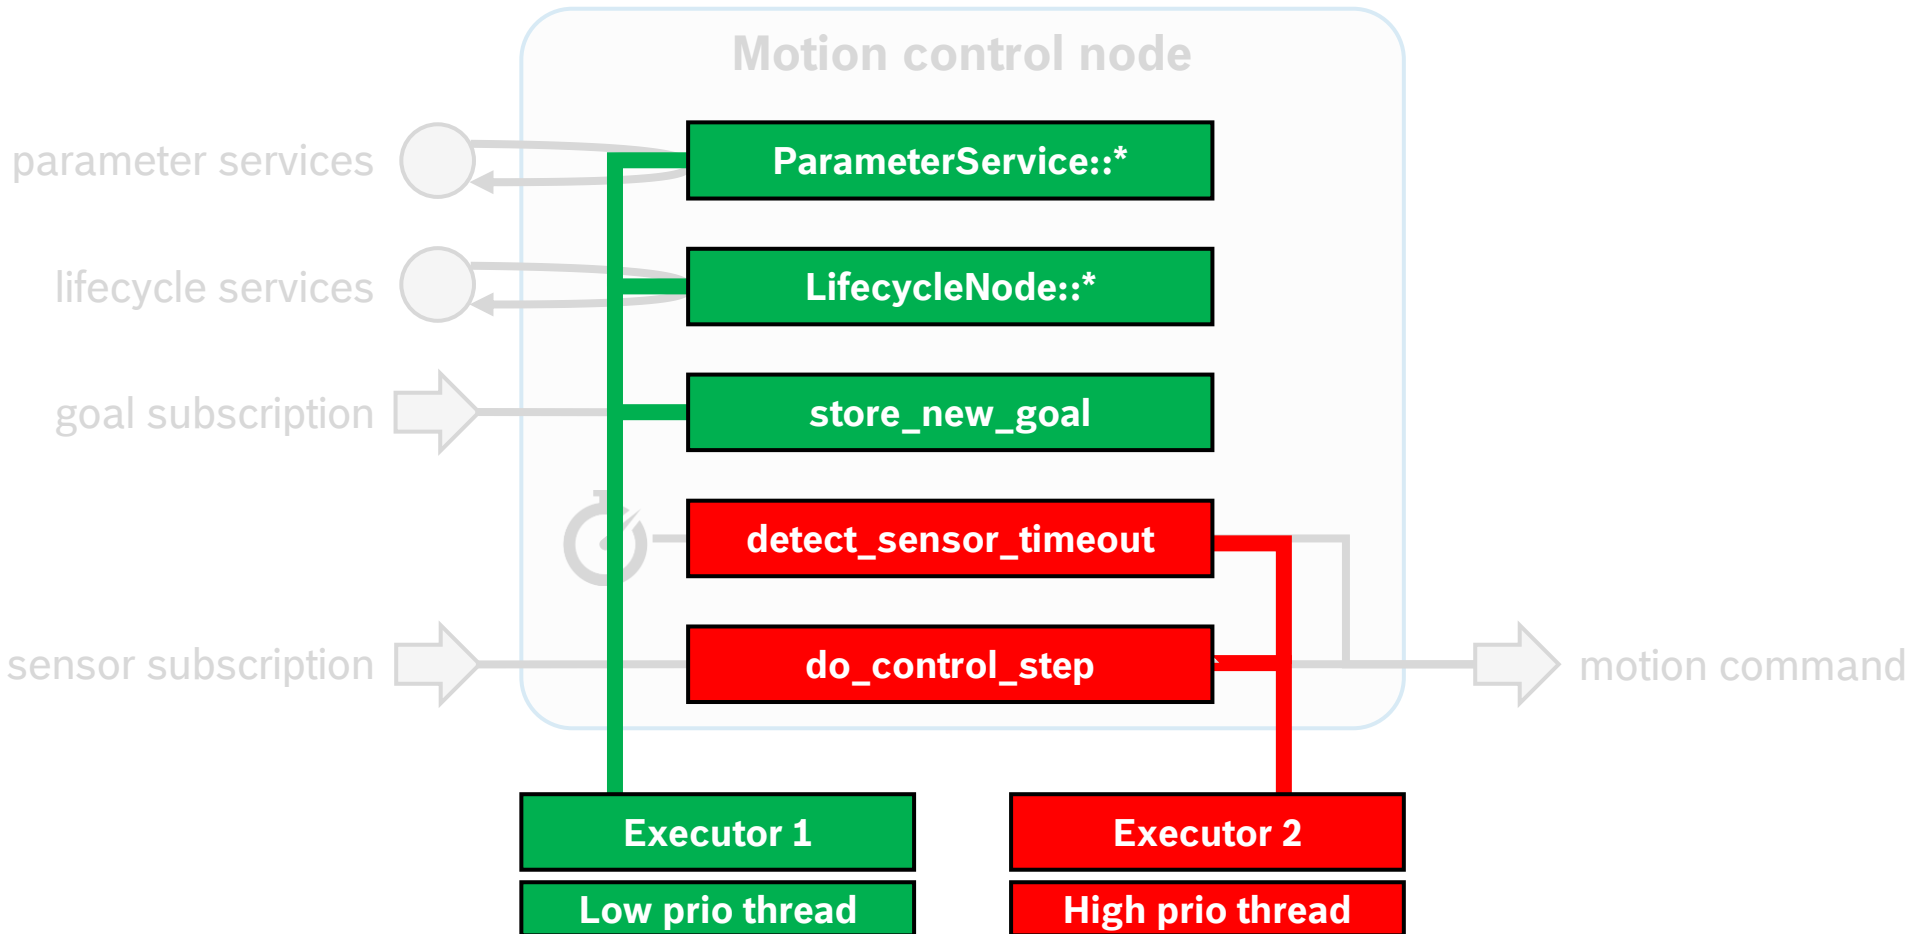 Motion control node
parameter services
ParameterService::*
lifecycle services
LifecycleNode::*
goal subscription
store_new_goal
detect_sensor_timeout
sensor subscription
do_control_step
motion command
Executor 1
Executor 2
Low prio thread
High prio thread